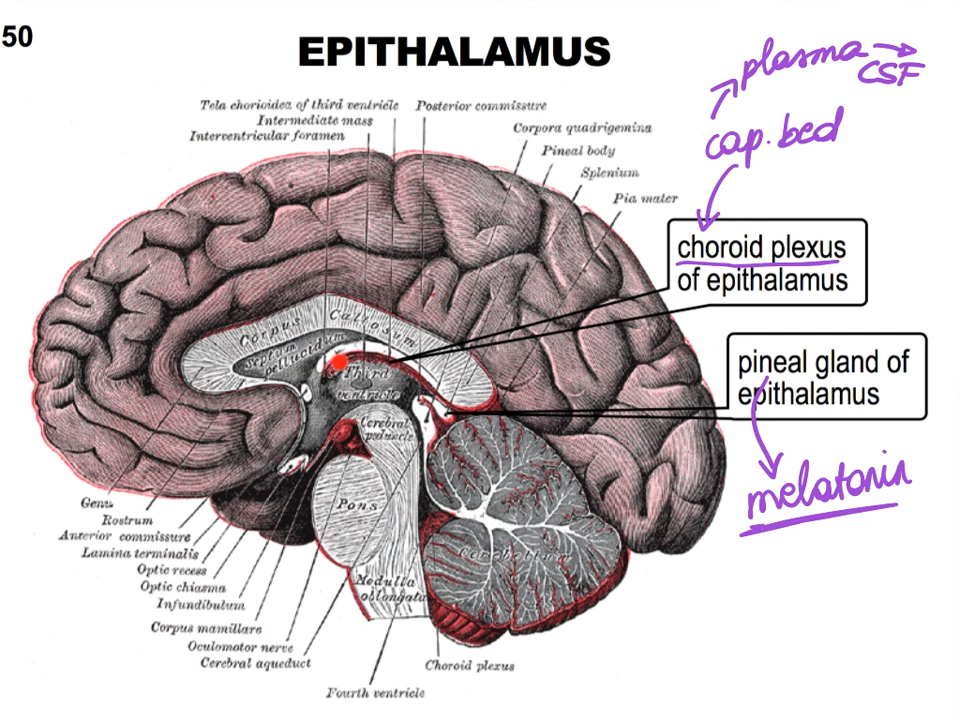 50
EPITHALAMUS
plasma →
CSF
cap. bed
Tela chorioidea of third ventricle
Posterior commissure
Intermediate mass
Interventricular foramen
Corpora quadrigemina
Pineal body
Splenium
Pia mater
choroid plexus
of epithalamus
Corpus Callosum
Septum
pellucidum
Third
ventricle
pineal gland of
epithalamus
Cerebral
peduncle
melatonin
Pons
Cerebellum
Medulla
oblongata
Genu
Rostrum
Anterior commissure
Lamina terminalis
Optic recess
Optic chiasma
Infundibulum
Corpus mamillare
Oculomotor nerve
Cerebral aqueduct
Choroid plexus
Fourth ventricle